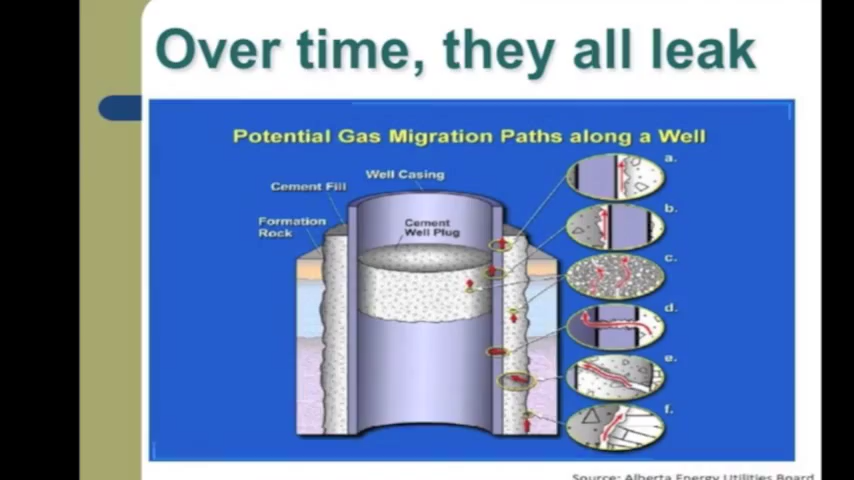 Over time, they all leak
Potential Gas Migration Paths along a Well
a.
Well Casing
Cement Fill
b.
Formation
Rock
Cement
Well Plug
c.
d.
e.
f.
Source: Alberta Energy Utilities Board